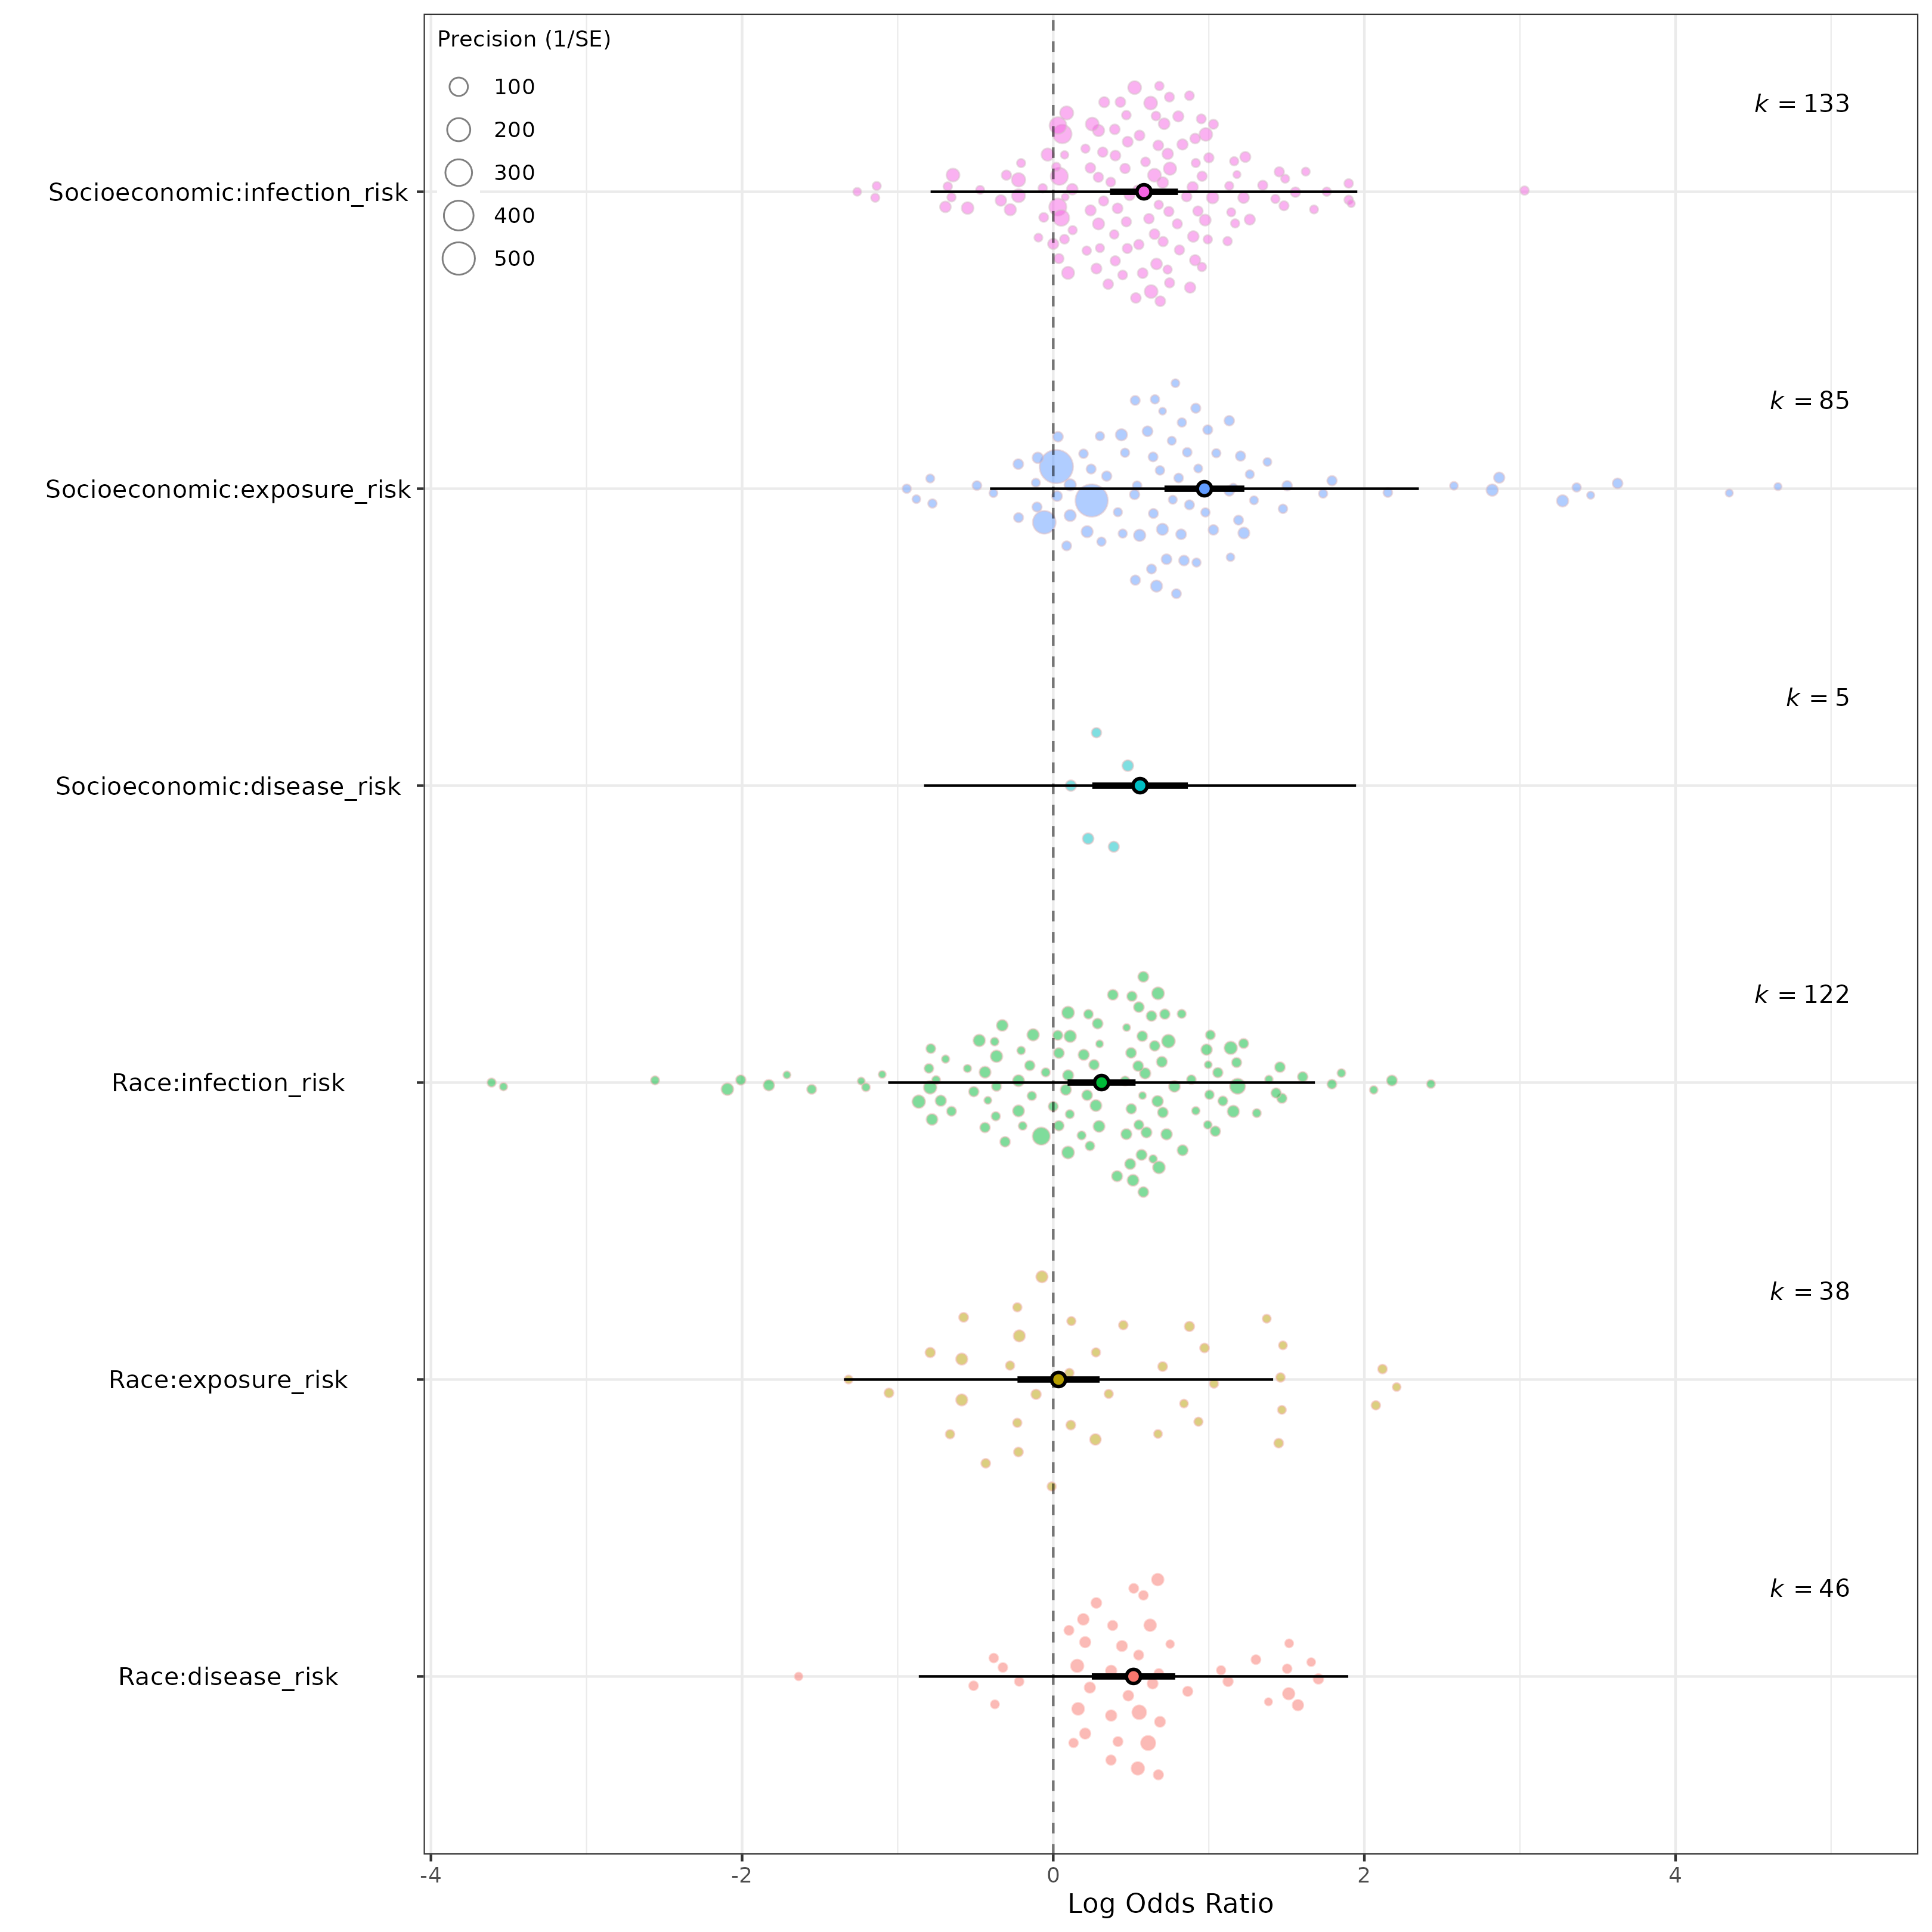 Precision (1/SE)
100
200
300
400
500
k = 133
Socioeconomic:infection_risk
k = 85
Socioeconomic:exposure_risk
k = 5
Socioeconomic:disease_risk
k = 122
Race:infection_risk
k = 38
Race:exposure_risk
k = 46
Race:disease_risk
-4 -2 0 2 4
Log Odds Ratio